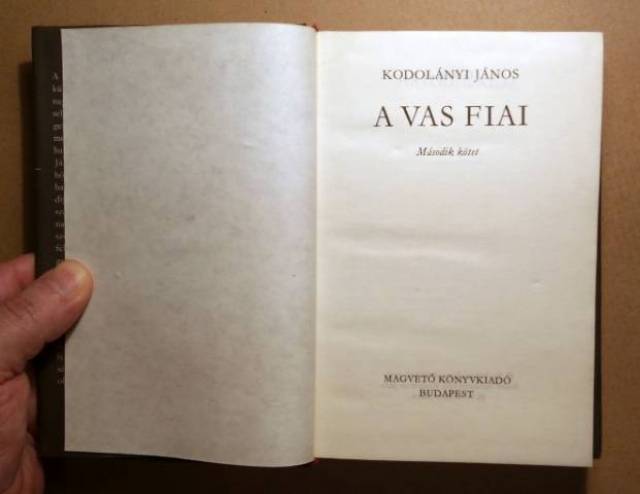 KODOLÁNYI JÁNOS
A VAS FIAI
Második kötet
MAGVETŐ KÖNYVKIADÓ
BUDAPEST